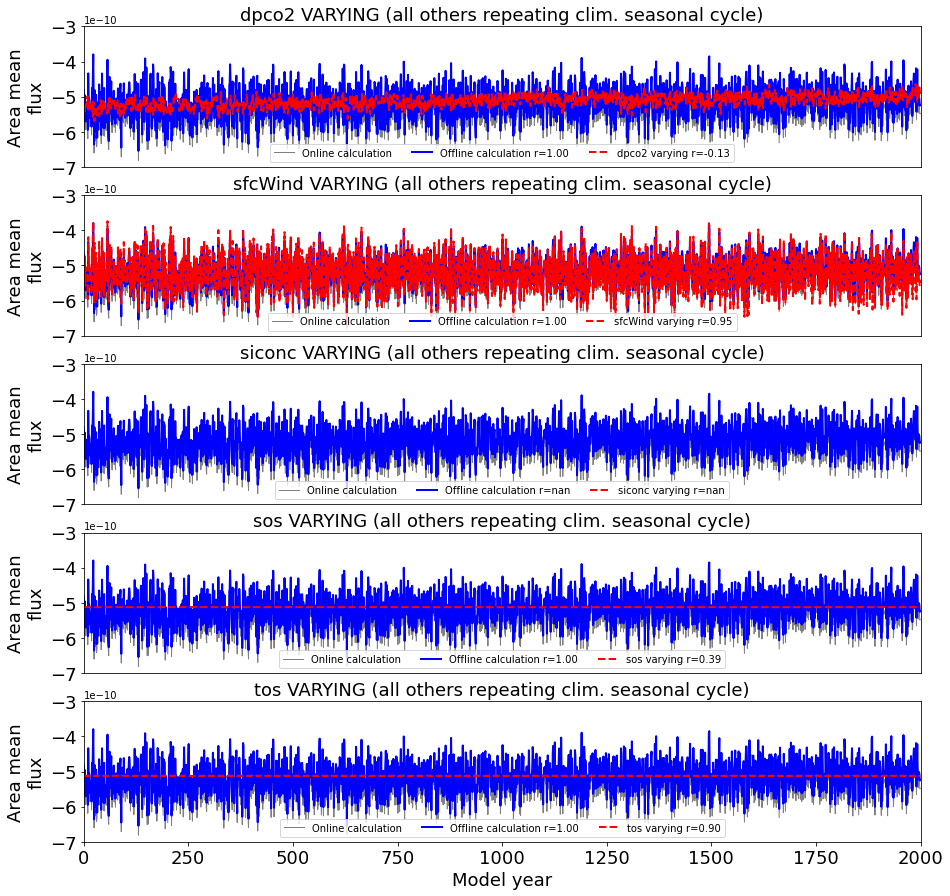 dpco2 VARYING (all others repeating clim. seasonal cycle)
1e−10
−3
−4
−5
−6
−7
Area mean
flux
Online calculation
Offline calculation r=1.00
dpco2 varying r=-0.13
sfcWind VARYING (all others repeating clim. seasonal cycle)
1e−10
−3
−4
−5
−6
−7
Area mean
flux
Online calculation
Offline calculation r=1.00
sfcWind varying r=0.95
siconc VARYING (all others repeating clim. seasonal cycle)
1e−10
−3
−4
−5
−6
−7
Area mean
flux
Online calculation
Offline calculation r=nan
siconc varying r=nan
sos VARYING (all others repeating clim. seasonal cycle)
1e−10
−3
−4
−5
−6
−7
Area mean
flux
Online calculation
Offline calculation r=1.00
sos varying r=0.39
tos VARYING (all others repeating clim. seasonal cycle)
1e−10
−3
−4
−5
−6
−7
Area mean
flux
Online calculation
Offline calculation r=1.00
tos varying r=0.90
0 250 500 750 1000 1250 1500 1750 2000
Model year